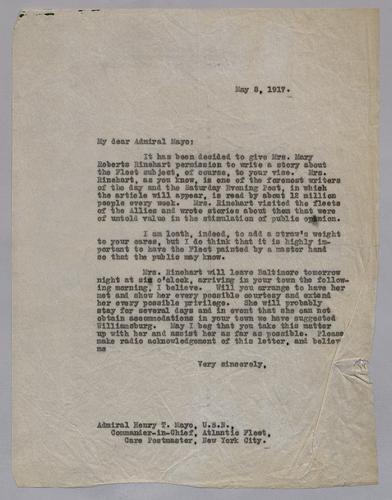 May 8, 1917.
My dear Admiral Mayo:
It has been decided to give Mrs. Mary
Roberts Rinehart permission to write a story about
the Fleet subject, of course, to your vise. Mrs.
Rinehart, as you know, is one of the foremost writers
of the day and the Saturday Evening Post, in which
the article will appear, is read by about 12 million
people every week. Mrs. Rinehart visited the fleets
of the Allies and wrote stories about them that were
of untold value in the stimulation of public opinion.
I am loath, indeed, to add a straw's weight
to your cares, but I do think that it is highly im-
portant to have the Fleet painted by a master hand
so that the public may know.
Mrs. Rinehart will leave Baltimore tomorrow
night at six o'clock, arriving in your town the follow-
ing morning, I believe. Will you arrange to have her
met and show her every possible courtesy and extend
her every possible privilege. She will probably
stay for several days and in event that she can not
obtain accomodations in your town we have suggested
Williamsburg. May I beg that you take this matter
up with her and assist her as far as possible. Please
make radio acknowledgement of this letter, and believ
me
Very sincerely,
Admiral Henry T. Mayo, U.S.N.,
Commander-in-Chief, Atlantic Fleet,
Care Postmaster, New York City.